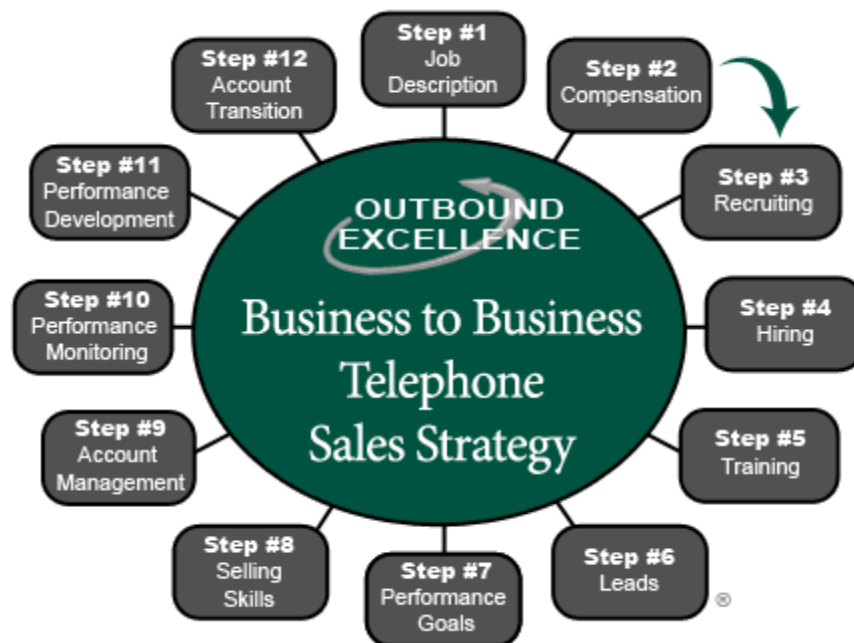 Step #1
Job
Description
Step #2
Compensation
Step #3
Recruiting
Step #4
Hiring
Step #5
Training
Step #6
Leads
Step #7
Performance
Goals
Step #8
Selling
Skills
Step #9
Account
Management
Step #10
Performance
Monitoring
Step #11
Performance
Development
Step #12
Account
Transition
OUTBOUND
EXCELLENCE
Business to Business
Telephone
Sales Strategy
®